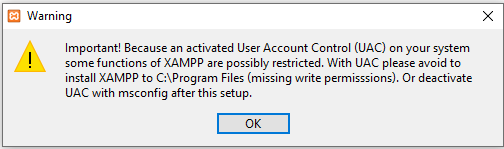 Warning
Important! Because an activated User Account Control (UAC) on your system
some functions of XAMPP are possibly restricted. With UAC please avoid to
install XAMPP to C:\Program Files (missing write permisssions). Or deactivate
UAC with msconfig after this setup.
OK